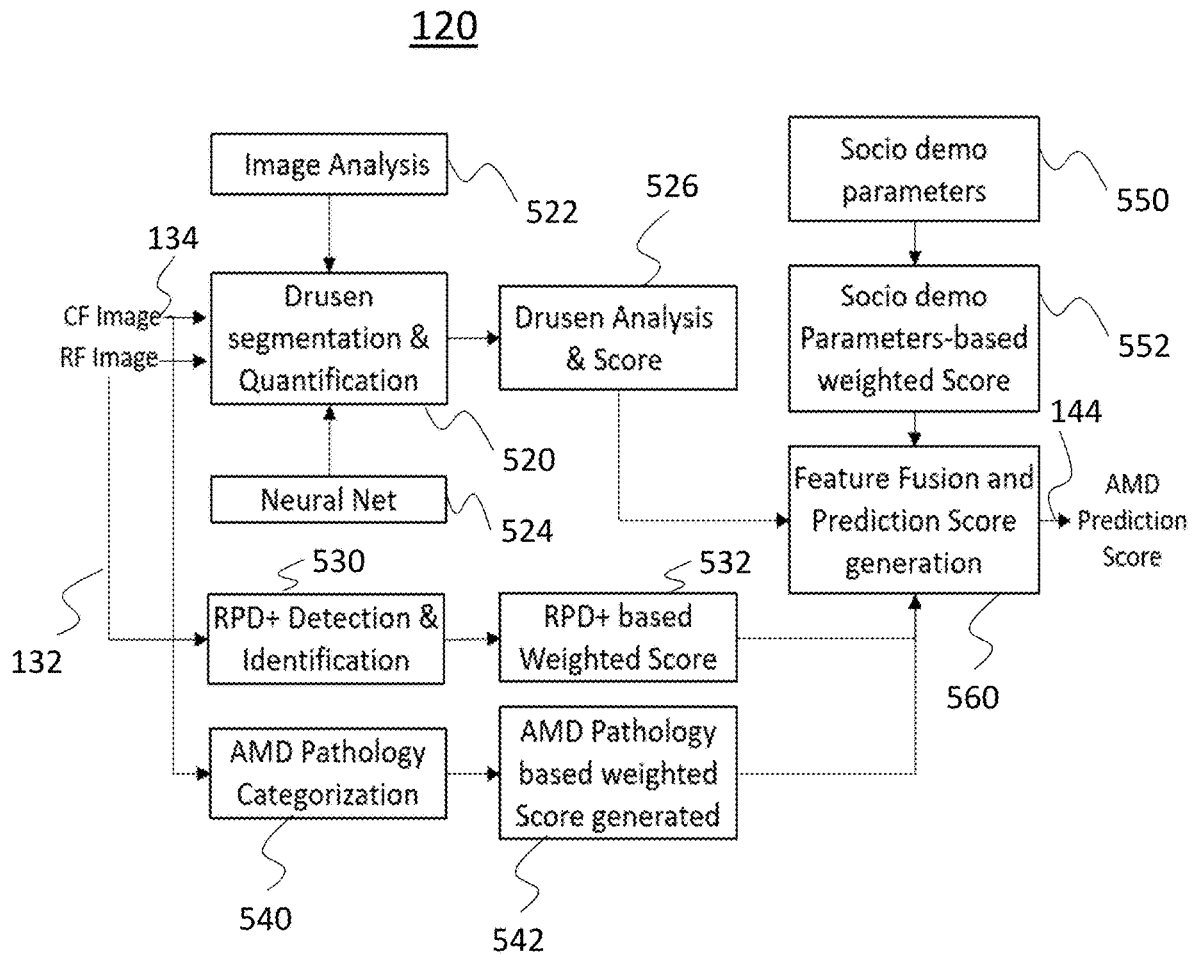 120
Image Analysis
522
Socio demo
parameters
550
526
134
CF Image
RF Image
Drusen
segmentation &
Quantification
520
Drusen Analysis
& Score
Socio demo
Parameters-based
weighted Score
552
144
Neural Net
524
Feature Fusion and
Prediction Score
generation
AMD
Prediction
Score
530
532
RPD+ Detection &
Identification
RPD+ based
Weighted Score
132
560
AMD Pathology
Categorization
AMD Pathology
based weighted
Score generated
540
542